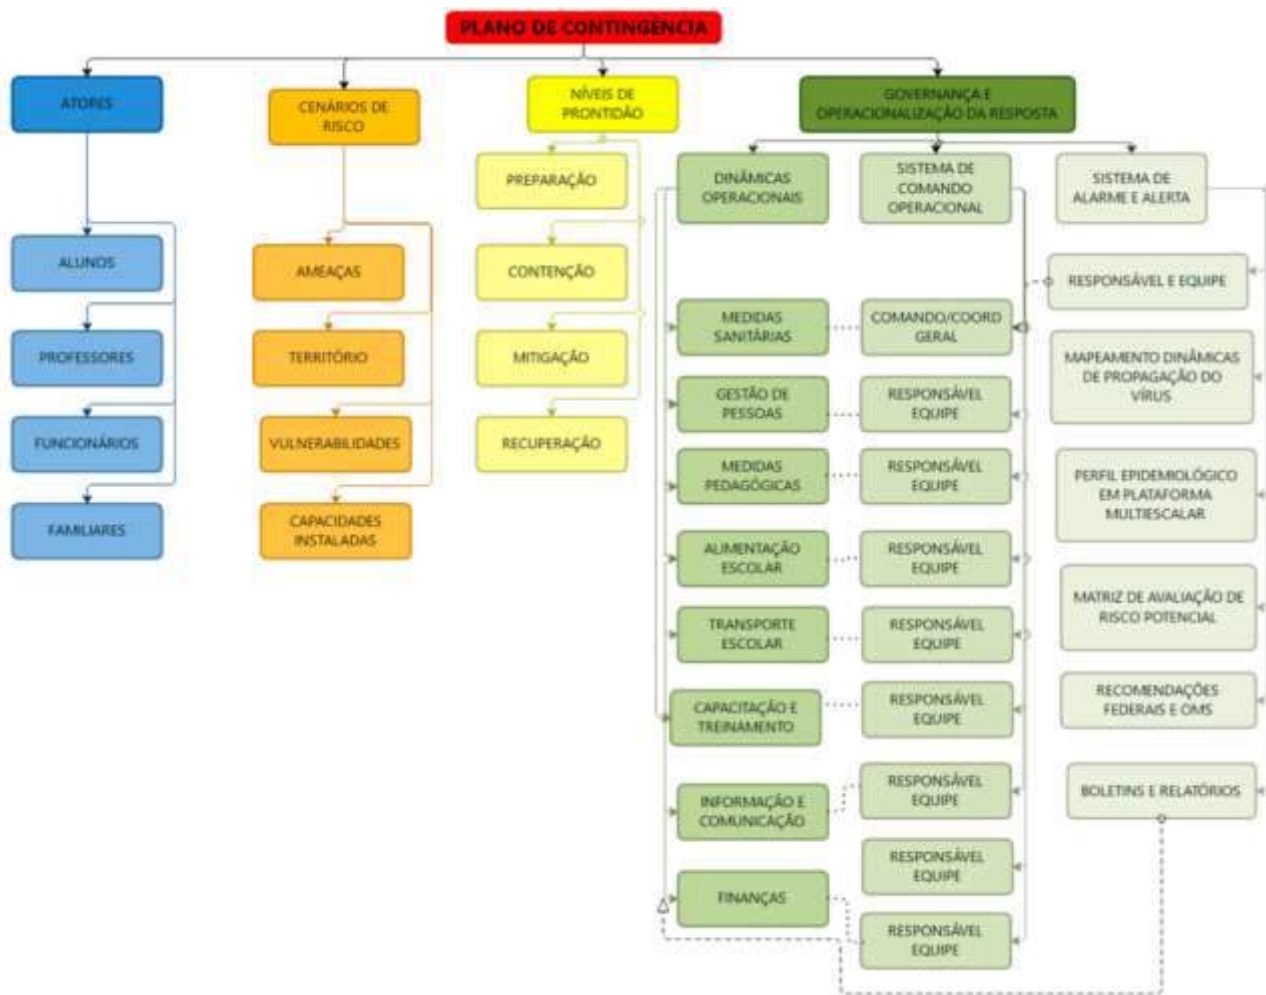 PLANO DE CONTINGÊNCIA
ATORES
ALUNOS
PROFESSORES
FUNCIONÁRIOS
FAMILIARES
CENÁRIOS DE
RISCO
AMEAÇAS
TERRITÓRIO
VULNERABILIDADES
CAPACIDADES
INSTALADAS
NÍVEIS DE
PRONTIDÃO
PREPARAÇÃO
CONTENÇÃO
MITIGAÇÃO
RECUPERAÇÃO
GOVERNANÇA E
OPERACIONALIZAÇÃO DA RESPOSTA
DINÂMICAS
OPERACIONAIS
MEDIDAS
SANITÁRIAS
GESTÃO DE
PESSOAS
MEDIDAS
PEDAGÓGICAS
ALIMENTAÇÃO
ESCOLAR
TRANSPORTE
ESCOLAR
CAPACITAÇÃO E
TREINAMENTO
INFORMAÇÃO E
COMUNICAÇÃO
FINANÇAS
SISTEMA DE
COMANDO
OPERACIONAL
COMANDO/COORD
GERAL
RESPONSÁVEL
EQUIPE
RESPONSÁVEL
EQUIPE
RESPONSÁVEL
EQUIPE
RESPONSÁVEL
EQUIPE
RESPONSÁVEL
EQUIPE
RESPONSÁVEL
EQUIPE
RESPONSÁVEL
EQUIPE
RESPONSÁVEL
EQUIPE
SISTEMA DE
ALARME E ALERTA
RESPONSÁVEL E EQUIPE
MAPEAMENTO DINÂMICAS
DE PROPAGAÇÃO DO
VÍRUS
PERFIL EPIDEMIOLÓGICO
EM PLATAFORMA
MULTIESCALAR
MATRIZ DE AVALIAÇÃO DE
RISCO POTENCIAL
RECOMENDAÇÕES
FEDERAIS E OMS
BOLETINS E RELATÓRIOS